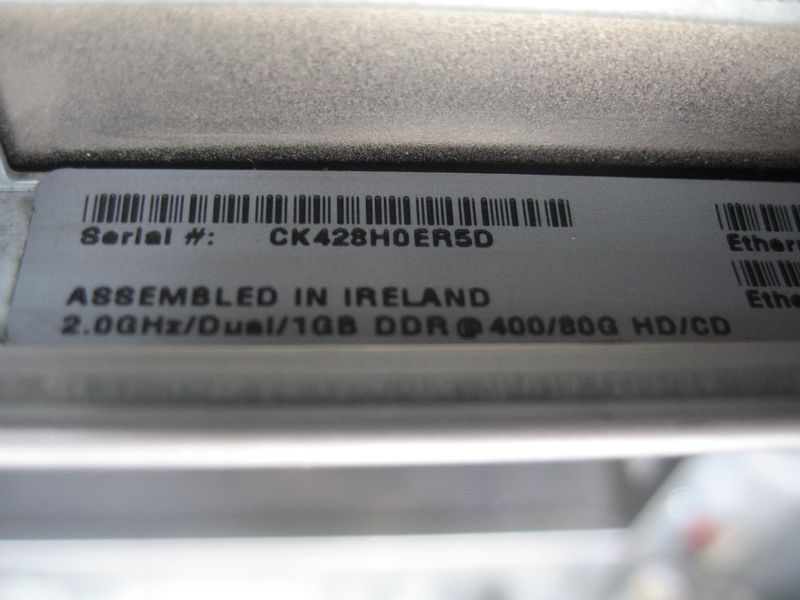 Serial #: CK428H0ER5D
ASSEMBLED IN IRELAND
2.0GHz/Dual/1GB DDR@400/80G HD/CD